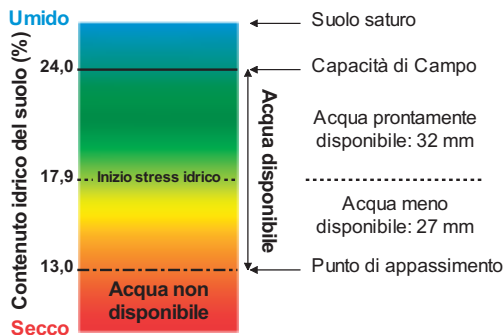 Umido
Suolo saturo
24,0
Capacità di Campo
Contenuto idrico del suolo (%)
Acqua disponibile
Acqua prontamente
disponibile: 32 mm
17,9
Inizio stress idrico
Acqua meno
disponibile: 27 mm
13,0
Punto di appassimento
Acqua non
disponibile
Secco